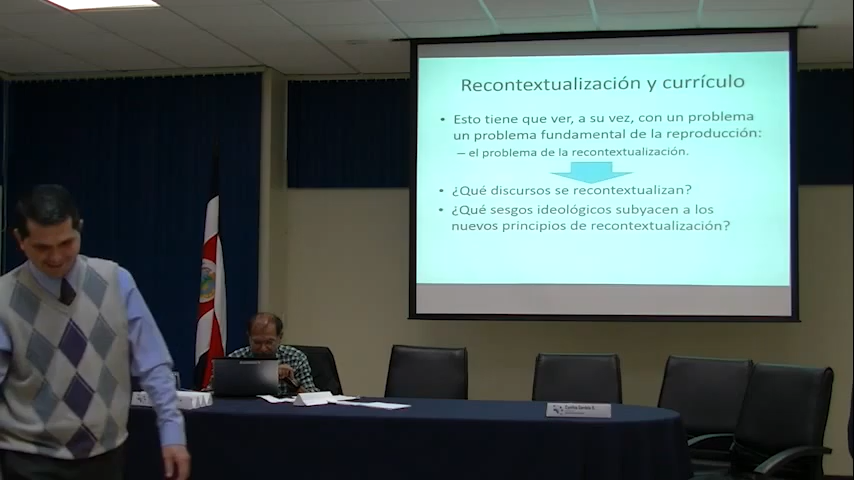 Recontextualización y currículo
• Esto tiene que ver, a su vez, con un problema
un problema fundamental de la reproducción:
– el problema de la recontextualización.
• ¿Qué discursos se recontextualizan?
• ¿Qué sesgos ideológicos subyacen a los
nuevos principios de recontextualización?